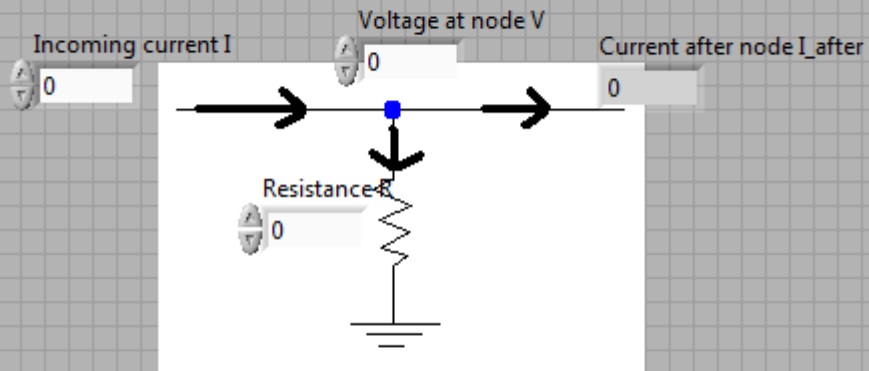 Voltage at node V
Incoming current I
Current after node I_after
0
0
0
Resistance R
0